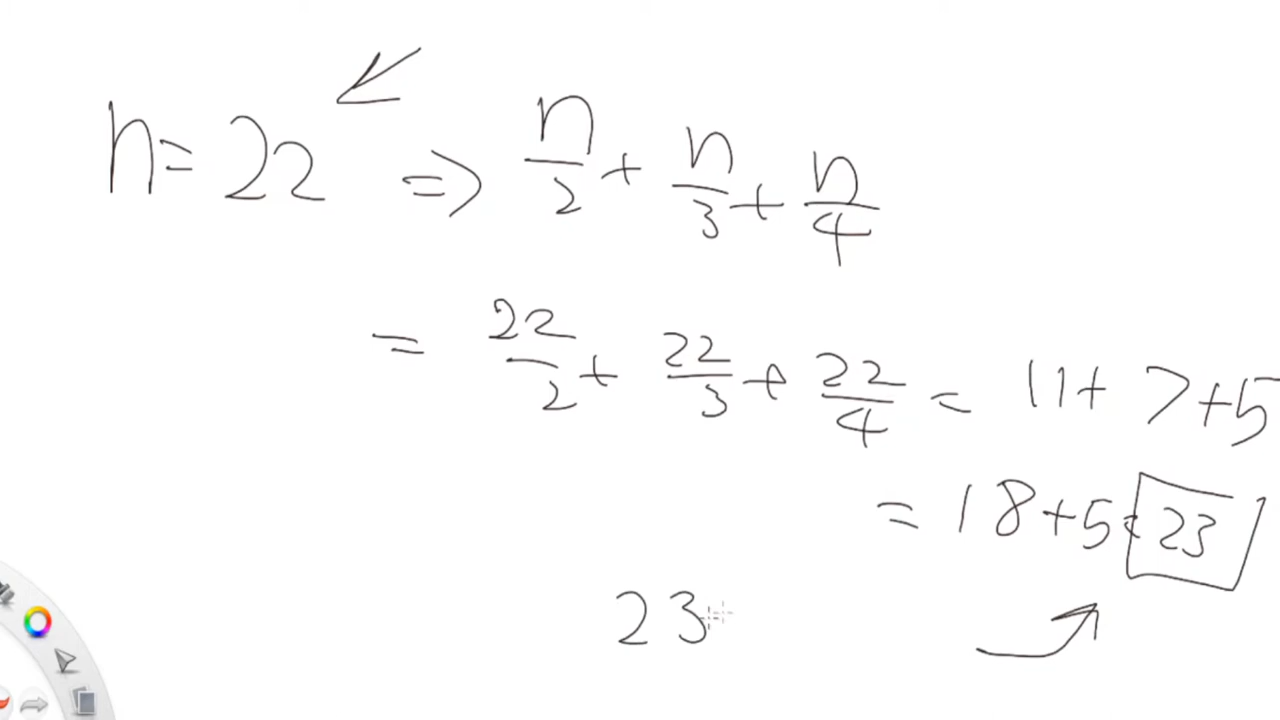 n = 22 => n/2 + n/3 + n/4
= 22/2 + 22/3 + 22/4 = 11 + 7 + 5
= 18 + 5 = 23
23